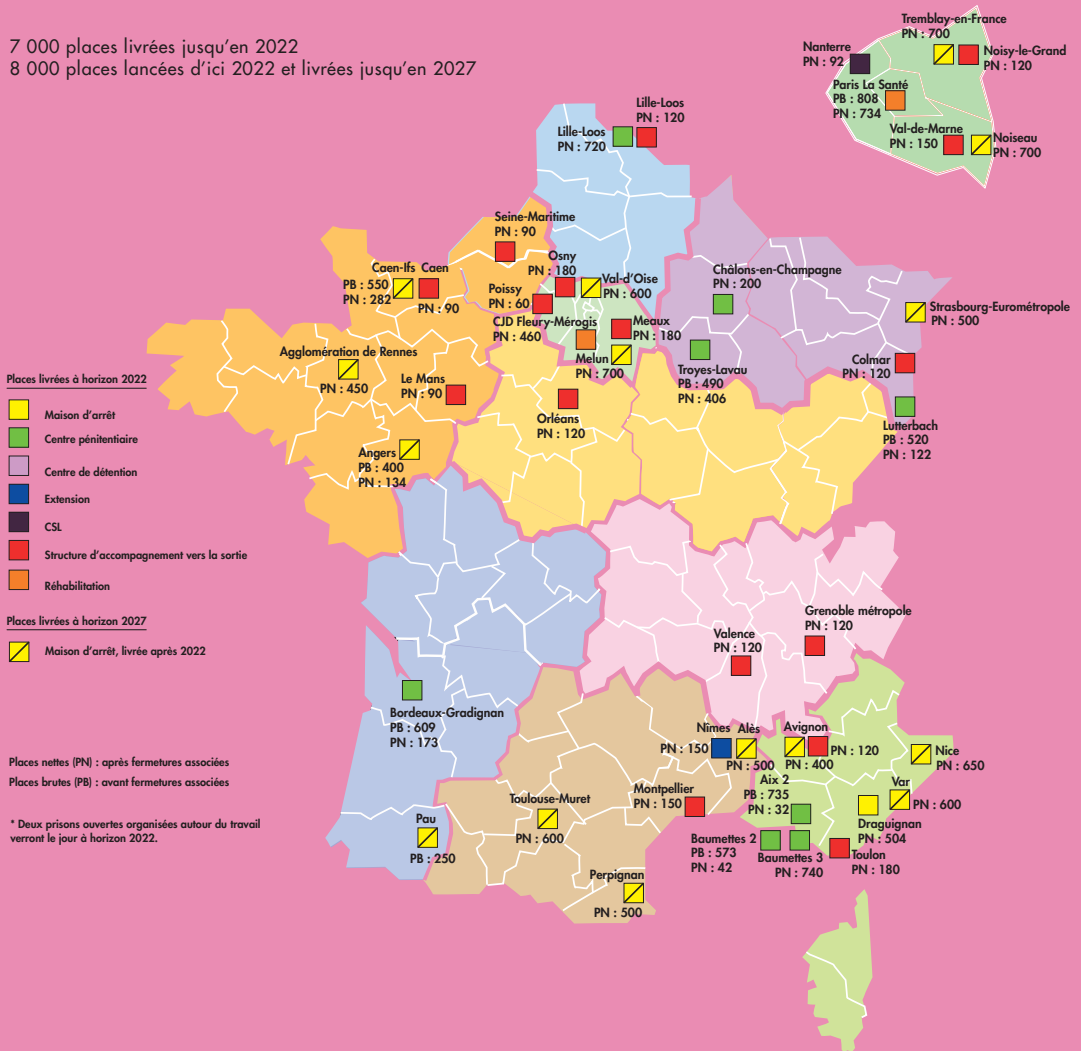 7 000 places livrées jusqu'en 2022
8 000 places lancées d'ici 2022 et livrées jusqu'en 2027
Tremblay-en-France
PN : 700
Nanterre
PN : 92
Noisy-le-Grand
PN : 120
Paris La Santé
PB : 808
PN : 734
Val-de-Marne
PN : 150
Noiseau
PN : 700
Lille-Loos
PN : 120
Lille-Loos
PN : 720
Seine-Maritime
PN : 90
Osny
PN : 180
Caen-Ifs
PB : 550
PN : 282
Caen
PN : 90
Poissy
PN : 60
Val-d'Oise
PN : 600
CJD Fleury-Mérogis
PN : 460
Meaux
PN : 180
Melun
PN : 700
Châlons-en-Champagne
PN : 200
Troyes-Lavau
PB : 490
PN : 406
Strasbourg-Eurométropole
PN : 500
Colmar
PN : 120
Lutterbach
PB : 520
PN : 122
Agglomération de Rennes
PN : 450
Le Mans
PN : 90
Orléans
PN : 120
Angers
PB : 400
PN : 134
Places livrées à horizon 2022
Maison d'arrêt
Centre pénitentiaire
Centre de détention
Extension
CSL
Structure d'accompagnement vers la sortie
Réhabilitation
Places livrées à horizon 2027
Maison d'arrêt, livrée après 2022
Places nettes (PN) : après fermetures associées
Places brutes (PB) : avant fermetures associées
* Deux prisons ouvertes organisées autour du travail
verront le jour à horizon 2022.
Grenoble métropole
PN : 120
Valence
PN : 120
Bordeaux-Gradignan
PB : 609
PN : 173
Nîmes
PN : 150
Alès
PN : 500
Avignon
PN : 120
PN : 400
Nice
PN : 650
Aix 2
PB : 735
PN : 32
Var
PN : 600
Draguignan
PN : 504
Montpellier
PN : 150
Toulouse-Muret
PN : 600
Pau
PB : 250
Baumettes 2
PB : 573
PN : 42
Baumettes 3
PN : 740
Toulon
PN : 180
Perpignan
PN : 500